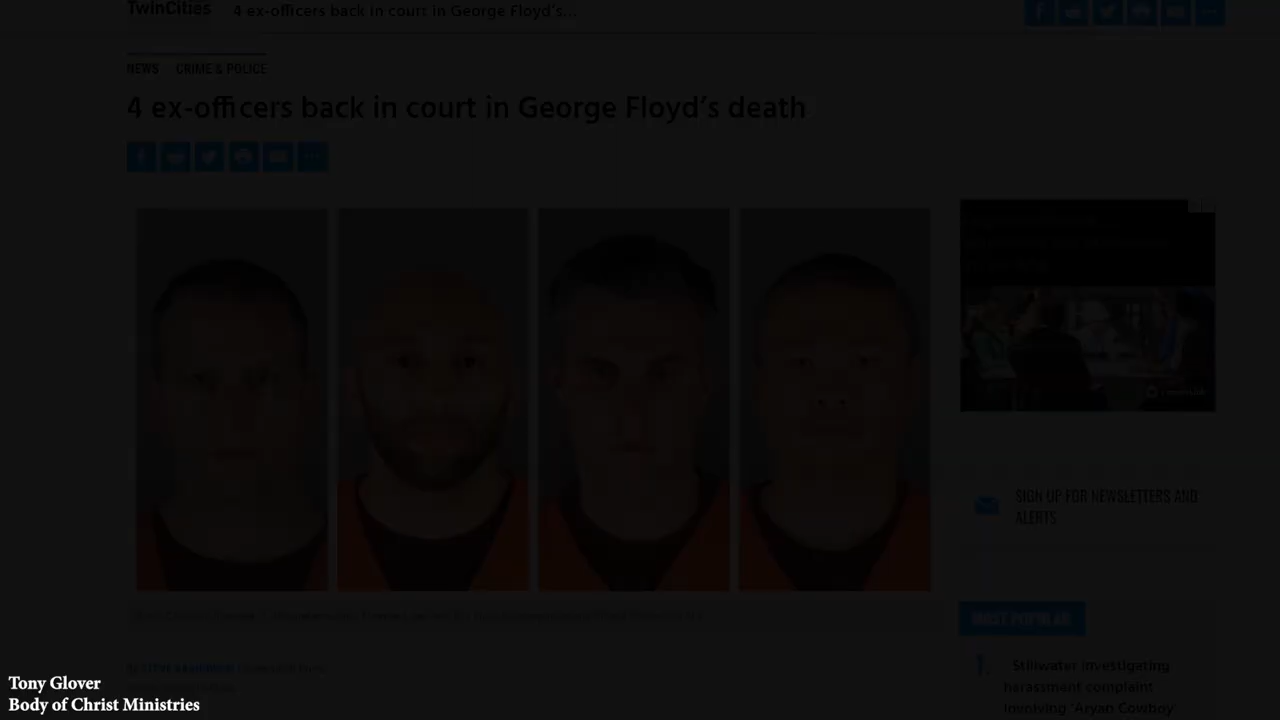 TwinCities 4 ex-officers back in court in George Floyd's...
NEWS CRIME & POLICE
4 ex-officers back in court in George Floyd's death
SIGN UP FOR NEWSLETTERS AND
ALERTS
MOST POPULAR
1. Stillwater investigating
harassment complaint
involving 'Aryan Cowboy'
Tony Glover
Body of Christ Ministries